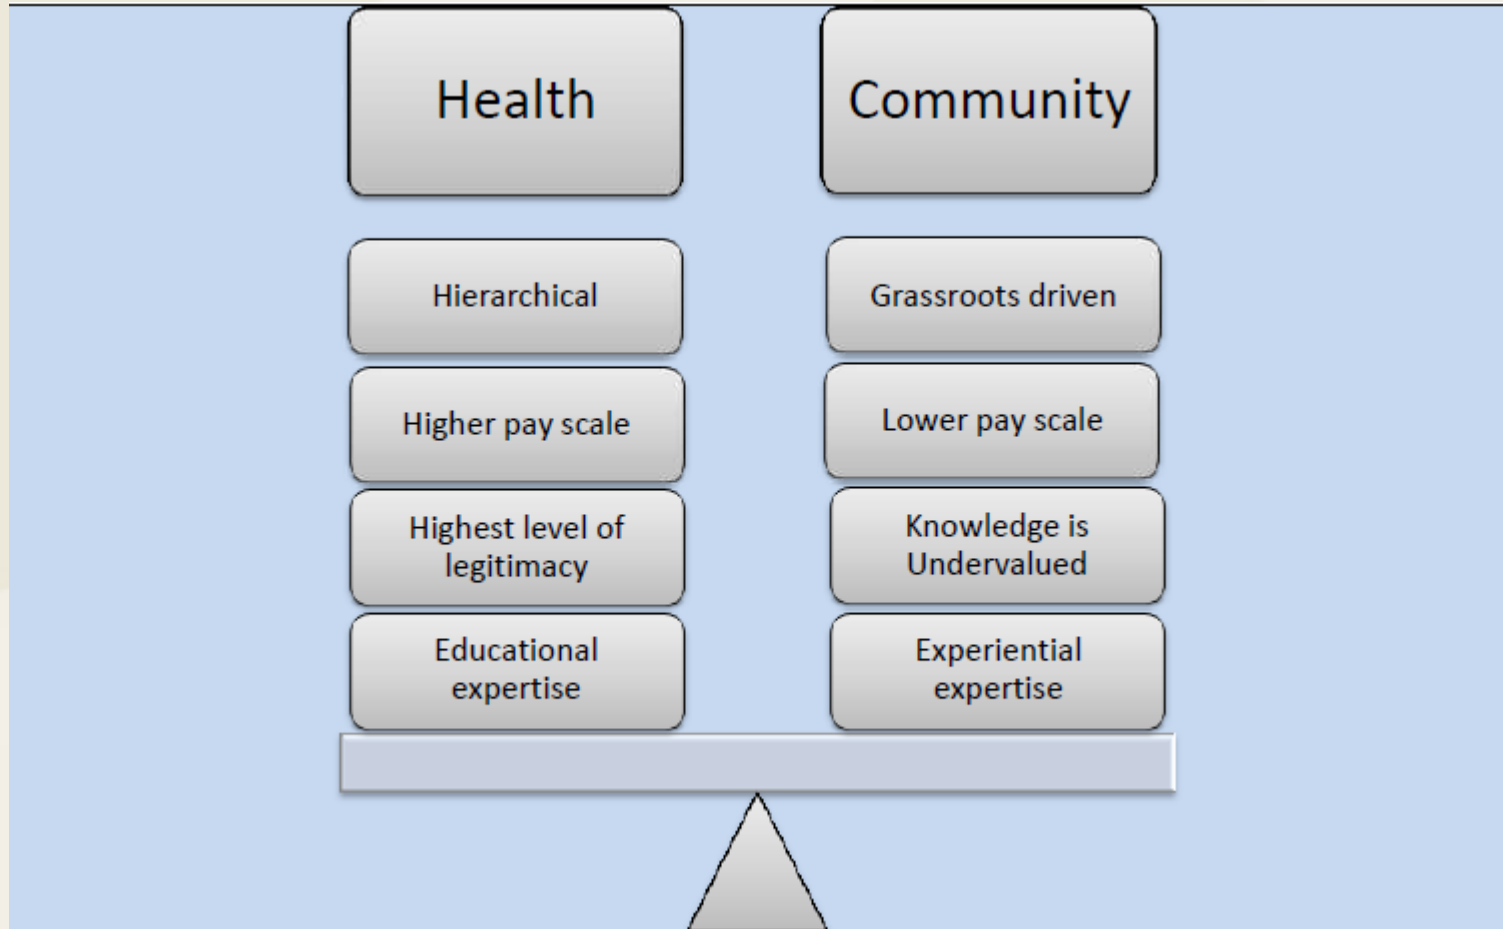 Health
Community
Hierarchical
Grassroots driven
Higher pay scale
Lower pay scale
Highest level of
legitimacy
Knowledge is
Undervalued
Educational
expertise
Experiential
expertise